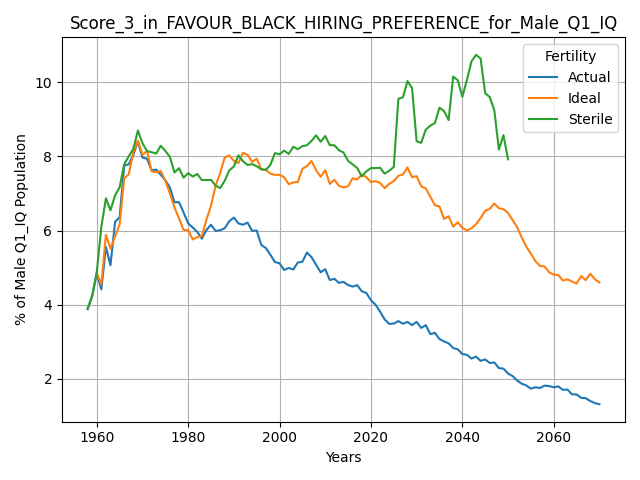 Score_3_in_FAVOUR_BLACK_HIRING_PREFERENCE_for_Male_Q1_IQ
Fertility
Actual
Ideal
Sterile
% of Male Q1_IQ Population
10
8
6
4
2
1960 1980 2000 2020 2040 2060
Years